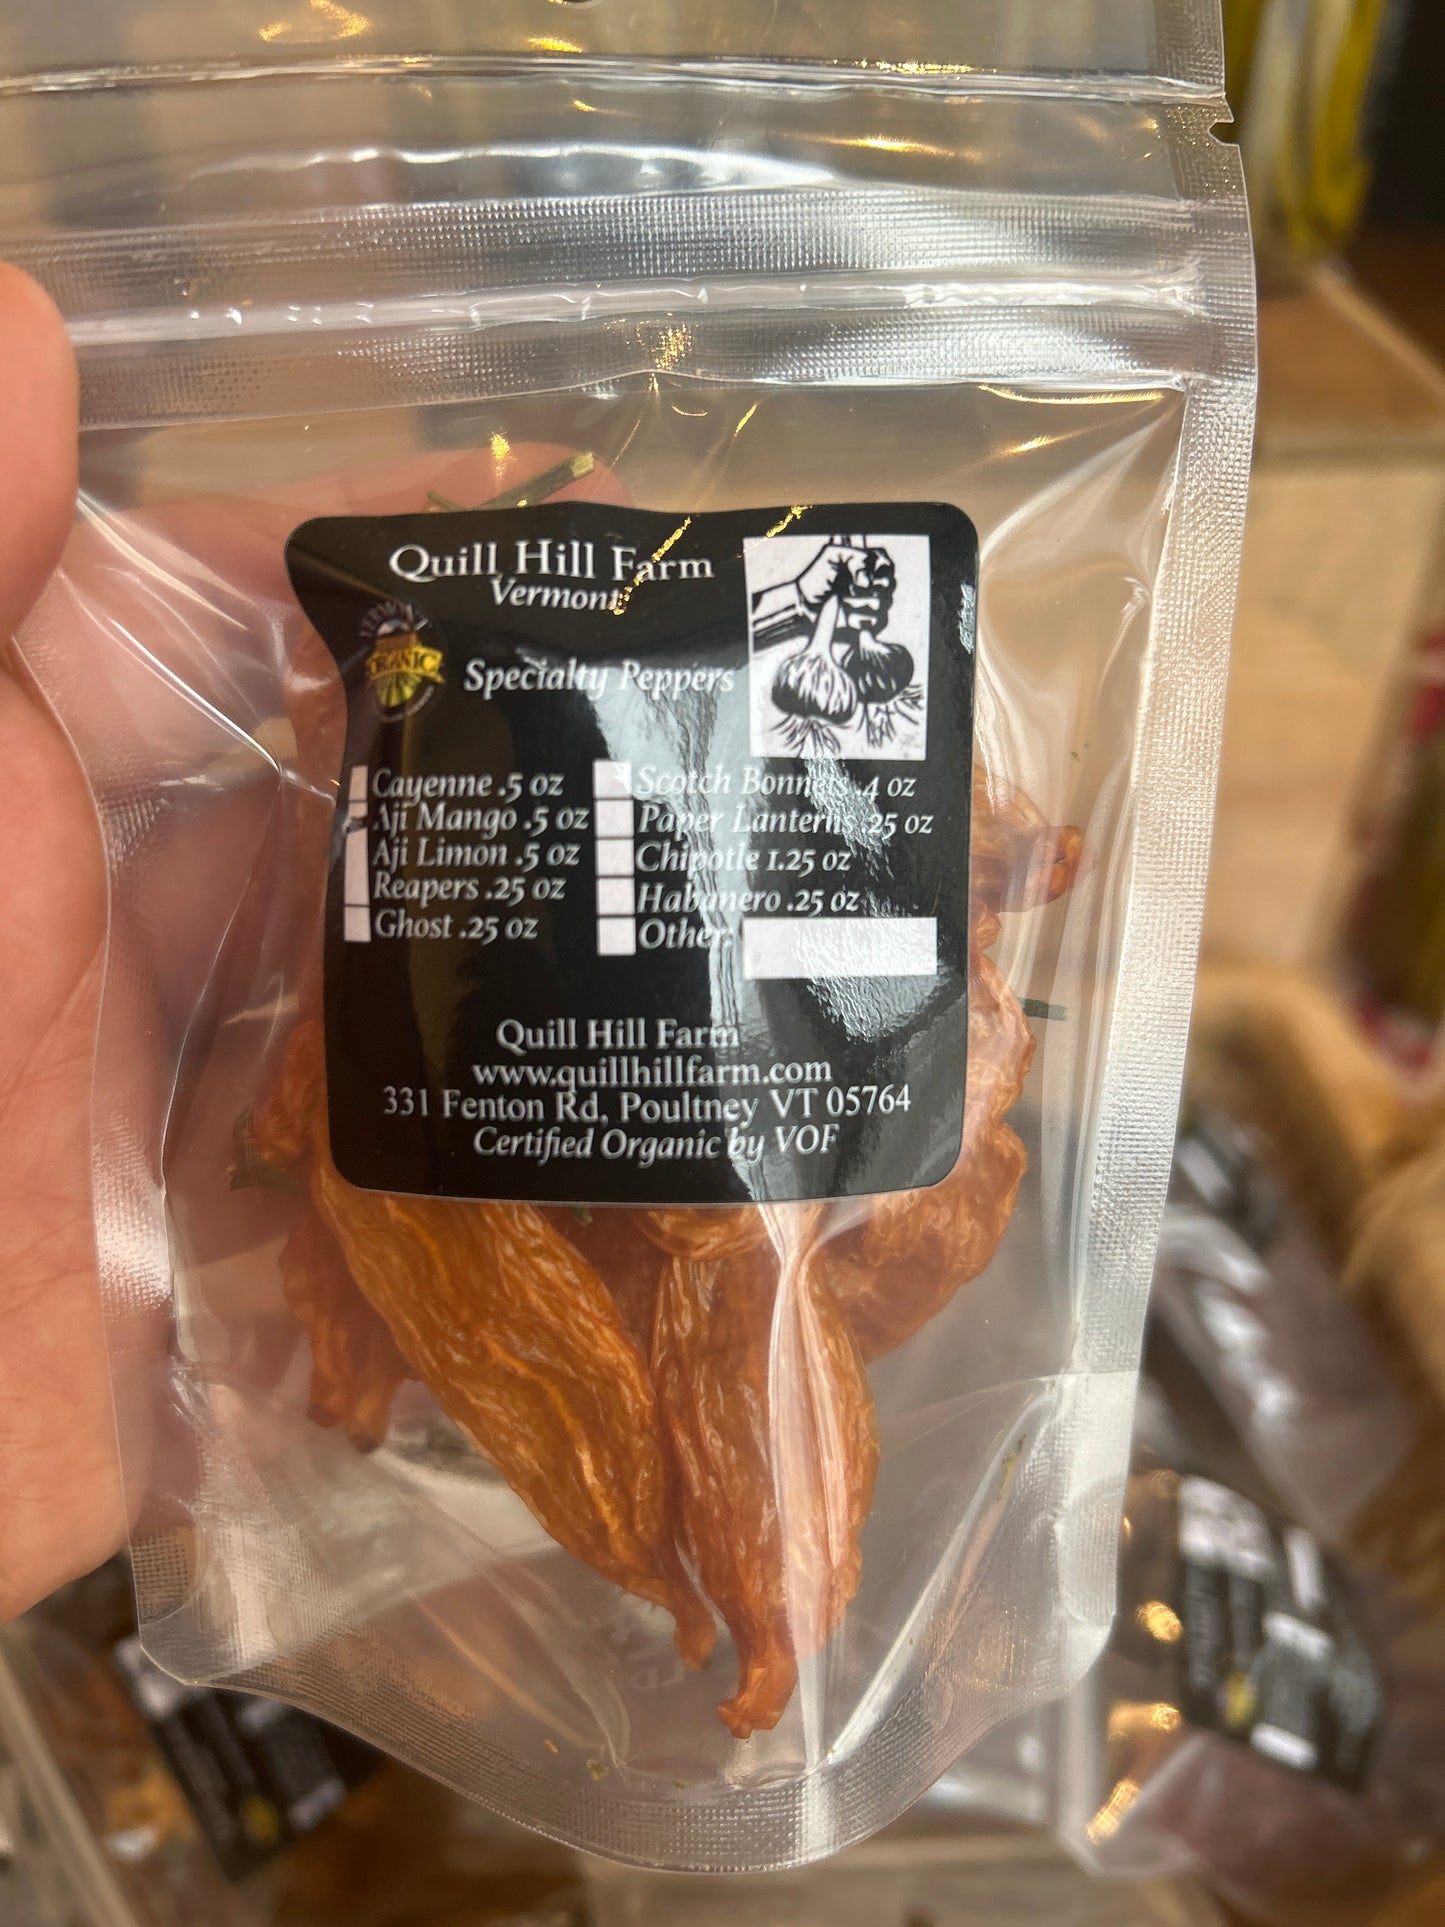 Quill Hill Farm
Vermont
ORGANIC
Specialty Peppers
Cayenne .5 oz
Aji Mango .5 oz
Aji Limon .5 oz
Reapers .25 oz
Ghost .25 oz
Scotch Bonnets .4 oz
Paper Lanterns .25 oz
Chipotle 1.25 oz
Habanero .25 oz
Other:
Quill Hill Farm
www.quillhillfarm.com
331 Fenton Rd, Poultney VT 05764
Certified Organic by VOF